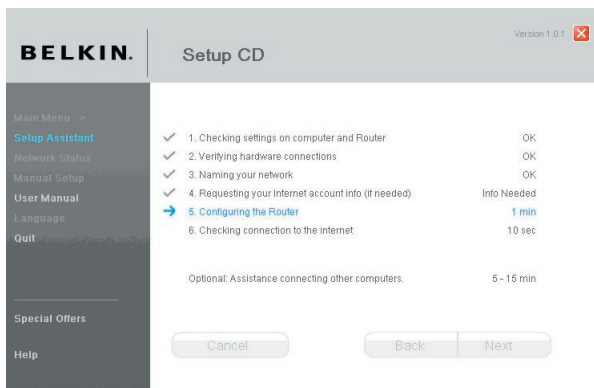 Version 1.0.1
BELKIN.
Setup CD
Main Menu >
Setup Assistant
Network Status
Manual Setup
User Manual
Language
Quit
Special Offers
Help
1. Checking settings on computer and Router OK
2. Verifying hardware connections OK
3. Naming your network OK
4. Requesting your Internet account info (if needed) Info Needed
5. Configuring the Router 1 min
6. Checking connection to the internet 10 sec
Optional: Assistance connecting other computers. 5 - 15 min
Cancel
Back
Next